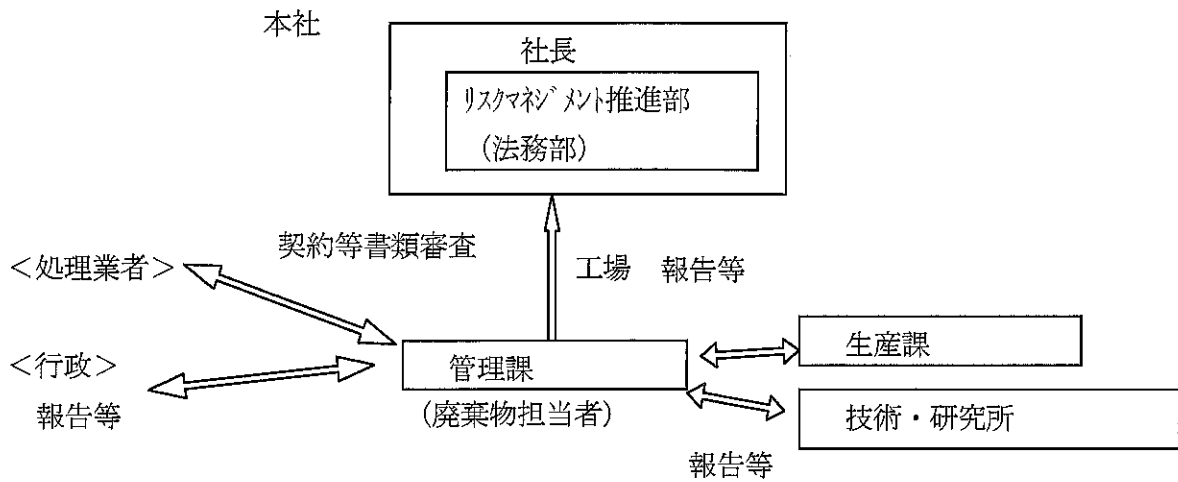 本社
社長
リスクマネジメント推進部
（法務部）
契約等書類審査
＜処理業者＞
工場　報告等
生産課
＜行政＞
管理課
報告等
（廃棄物担当者）
技術・研究所
報告等